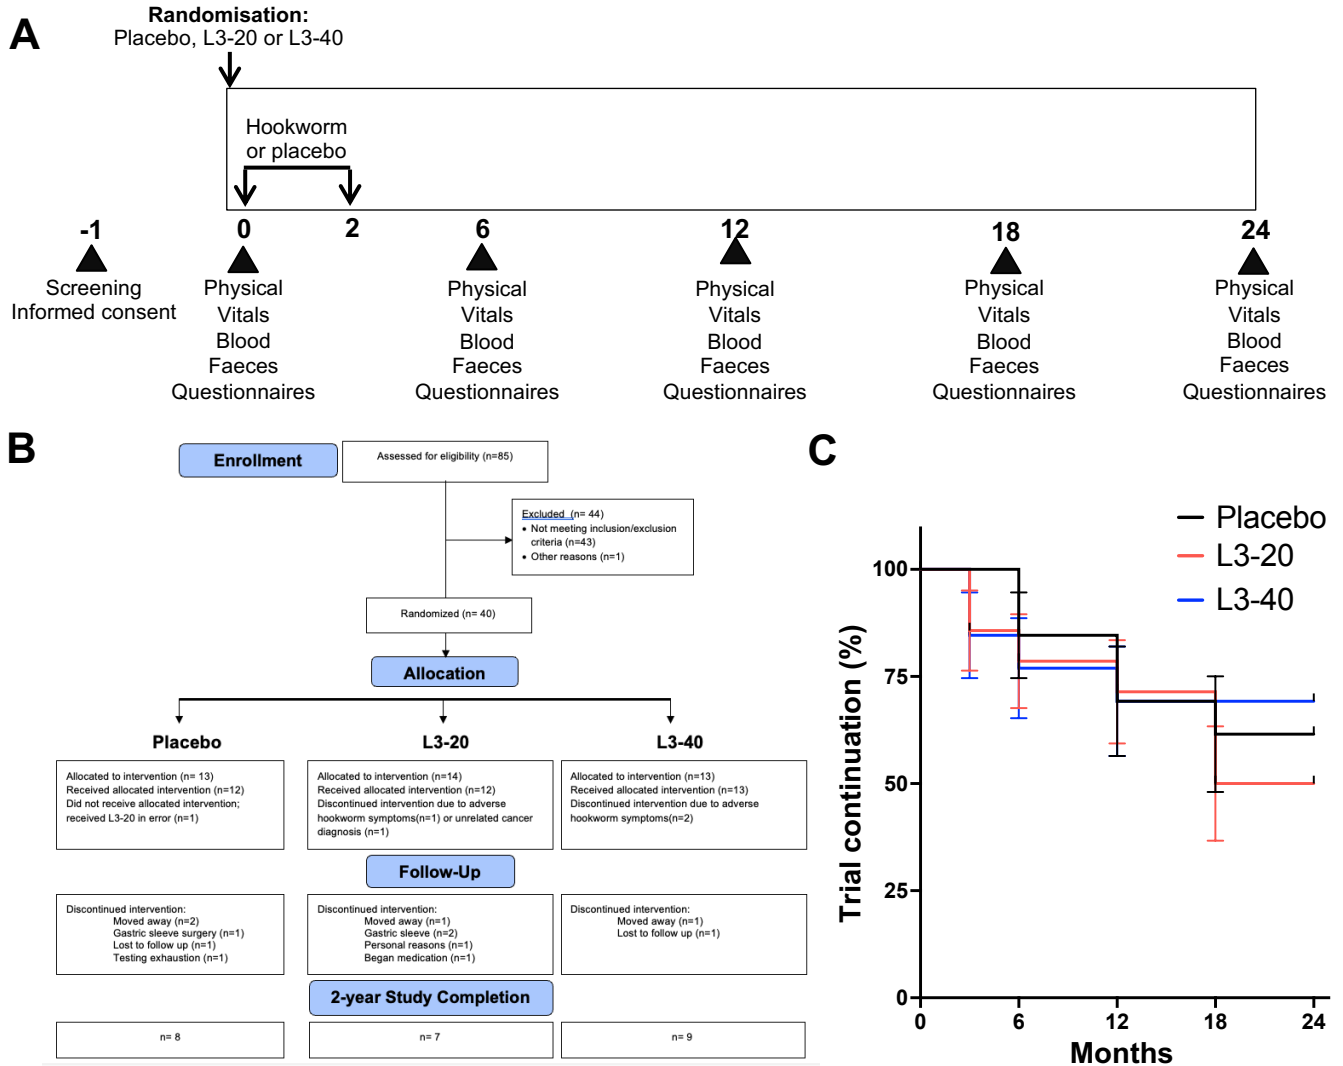 A
Randomisation:
Placebo, L3-20 or L3-40
Hookworm
or placebo
-1
0
2
6
12
18
24
Screening
Informed consent
Physical
Vitals
Blood
Faeces
Questionnaires
Physical
Vitals
Blood
Faeces
Questionnaires
Physical
Vitals
Blood
Faeces
Questionnaires
Physical
Vitals
Blood
Faeces
Questionnaires
Physical
Vitals
Blood
Faeces
Questionnaires
B
Enrollment
Assessed for eligibility (n=85)
Excluded (n= 44)
• Not meeting inclusion/exclusion
criteria (n=43)
• Other reasons (n=1)
Randomized (n= 40)
Allocation
Placebo
L3-20
L3-40
Allocated to intervention (n= 13)
Received allocated intervention (n=12)
Did not receive allocated intervention;
received L3-20 in error (n=1)
Allocated to intervention (n=14)
Received allocated intervention (n=12)
Discontinued intervention due to adverse
hookworm symptoms(n=1) or unrelated cancer
diagnosis (n=1)
Allocated to intervention (n=13)
Received allocated intervention (n=13)
Discontinued intervention due to adverse
hookworm symptoms(n=2)
Follow-Up
Discontinued intervention:
Moved away (n=2)
Gastric sleeve surgery (n=1)
Lost to follow up (n=1)
Testing exhaustion (n=1)
Discontinued intervention:
Moved away (n=1)
Gastric sleeve (n=2)
Personal reasons (n=1)
Began medication (n=1)
Discontinued intervention:
Moved away (n=1)
Lost to follow up (n=1)
2-year Study Completion
n= 8
n= 7
n= 9
C
Placebo
L3-20
L3-40
Trial continuation (%)
100
75
50
25
0
0
6
12
18
24
Months